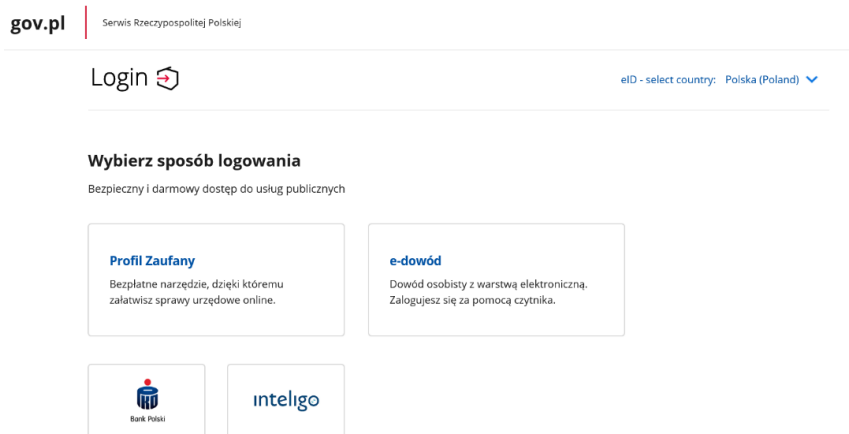 gov.pl Serwis Rzeczypospolitej Polskiej
Login eID - select country: Polska (Poland)
Wybierz sposób logowania
Bezpieczny i darmowy dostęp do usług publicznych
Profil Zaufany
Bezpłatne narzędzie, dzięki któremu
załatwisz sprawy urzędowe online.
e-dowód
Dowód osobisty z warstwą elektroniczną.
Zalogujesz się za pomocą czytnika.
Bank Polski
inteligo